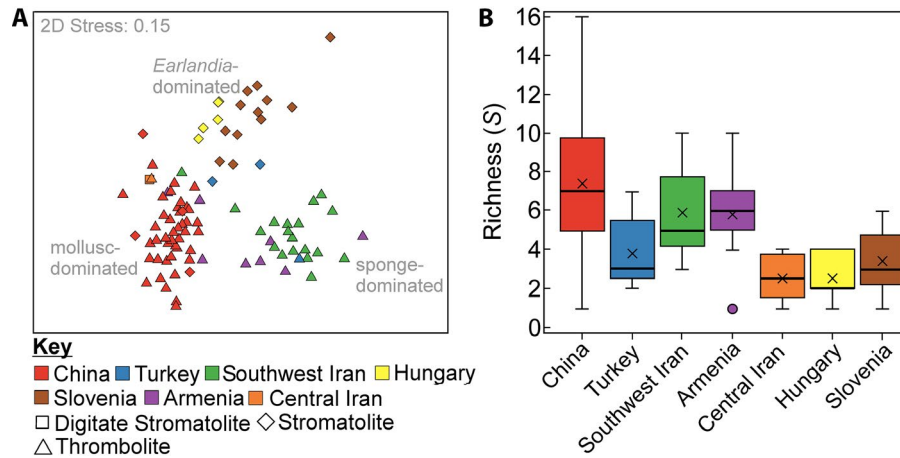 A
2D Stress: 0.15
Earlandia-
dominated
mollusc-
dominated
sponge-
dominated
Key
China Turkey Southwest Iran Hungary
Slovenia Armenia Central Iran
Digitate Stromatolite Stromatolite
Thrombolite
B
Richness (S)
16
14
12
10
8
6
4
2
0
China
Turkey
Southwest Iran
Armenia
Central Iran
Hungary
Slovenia